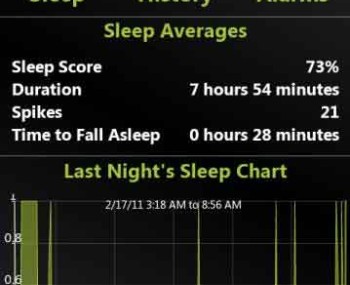 Sleep History Alarms
Sleep Averages
Sleep Score 73%
Duration 7 hours 54 minutes
Spikes 21
Time to Fall Asleep 0 hours 28 minutes
Last Night's Sleep Chart
1
2/17/11 3:18 AM to 8:56 AM
0.8
0.6